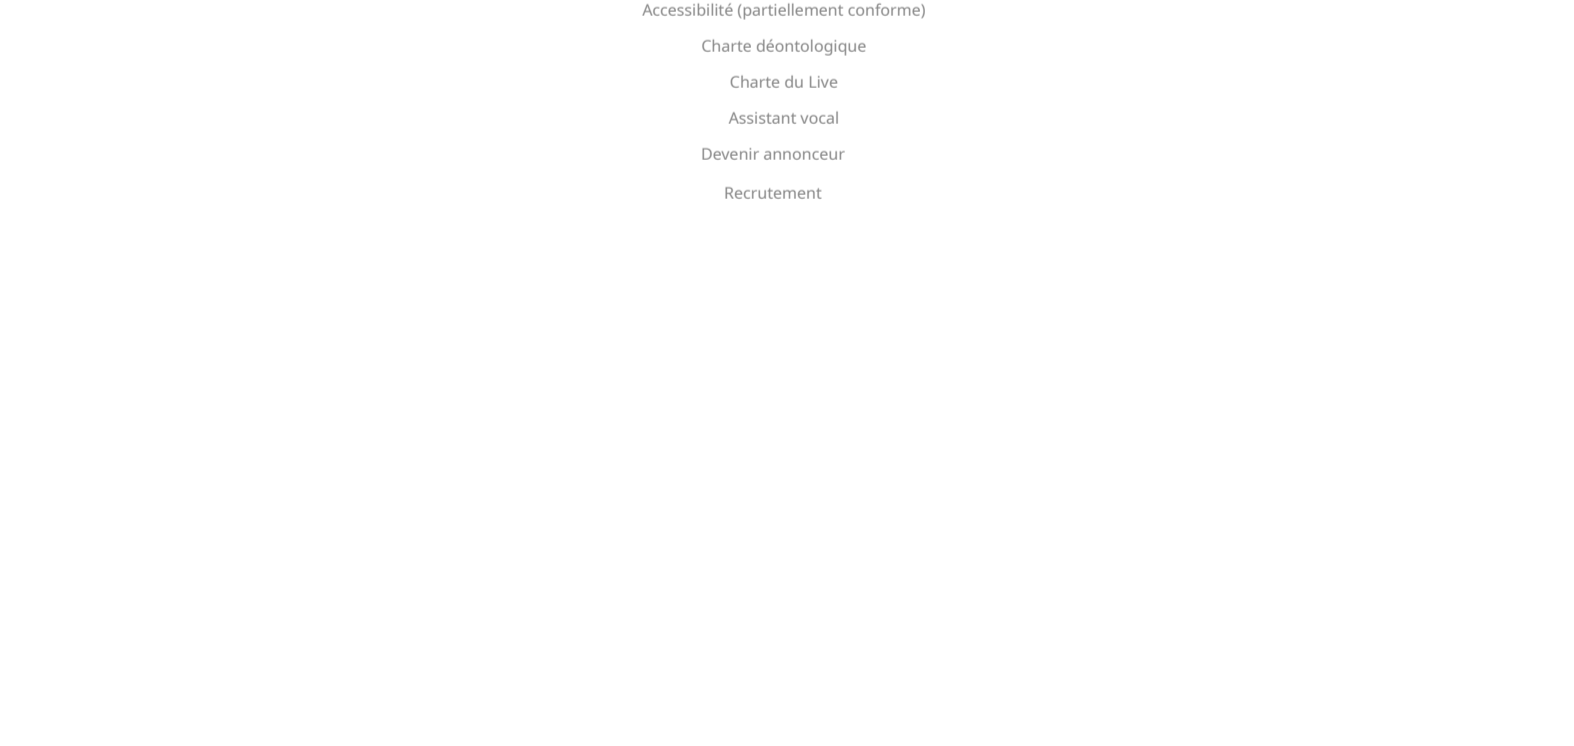 Accessibilité (partiellement conforme)
Charte déontologique
Charte du Live
Assistant vocal
Devenir annonceur
Recrutement